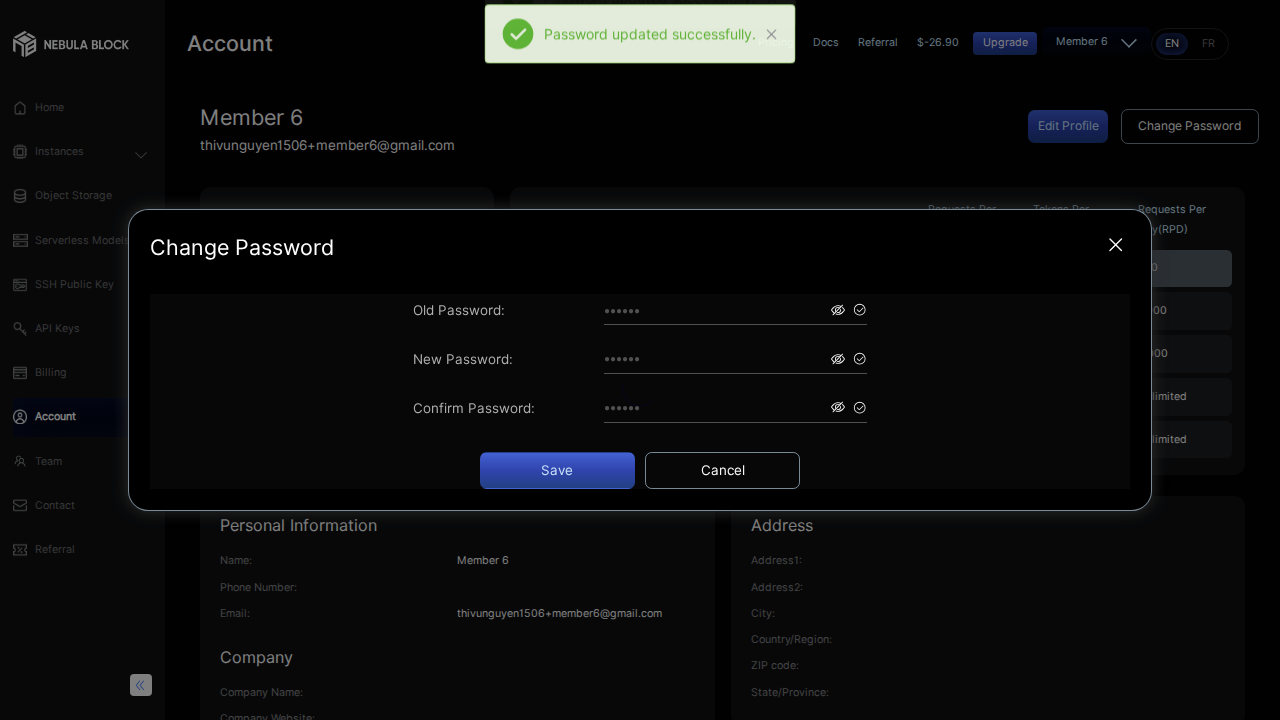 Password updated successfully.
NEBULA BLOCK
Account
Docs
Referral
$-26.90
Upgrade
Member 6
EN
FR
Home
Instances
Object Storage
Serverless Models
SSH Public Key
API Keys
Billing
Account
Team
Contact
Referral
Member 6
thivunguyen1506+member6@gmail.com
Edit Profile
Change Password
Requests Per
Tokens Per
Requests Per
Change Password
Old Password:
New Password:
Confirm Password:
Save
Cancel
Personal Information
Name:
Member 6
Phone Number:
Email:
thivunguyen1506+member6@gmail.com
Company
Company Name:
Company Website:
Address
Address1:
Address2:
City:
Country/Region:
ZIP code:
State/Province: